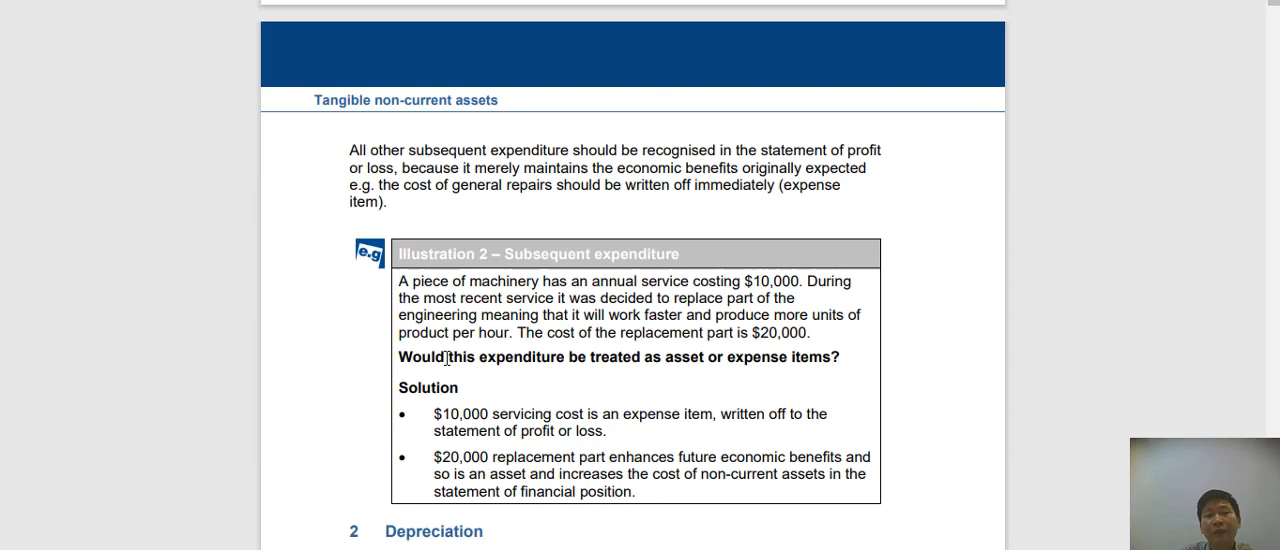 Tangible non-current assets
All other subsequent expenditure should be recognised in the statement of profit
or loss, because it merely maintains the economic benefits originally expected
e.g. the cost of general repairs should be written off immediately (expense
item).
e.g
Illustration 2 – Subsequent expenditure
A piece of machinery has an annual service costing $10,000. During
the most recent service it was decided to replace part of the
engineering meaning that it will work faster and produce more units of
product per hour. The cost of the replacement part is $20,000.
Would this expenditure be treated as asset or expense items?
Solution
• $10,000 servicing cost is an expense item, written off to the
statement of profit or loss.
• $20,000 replacement part enhances future economic benefits and
so is an asset and increases the cost of non-current assets in the
statement of financial position.
2 Depreciation